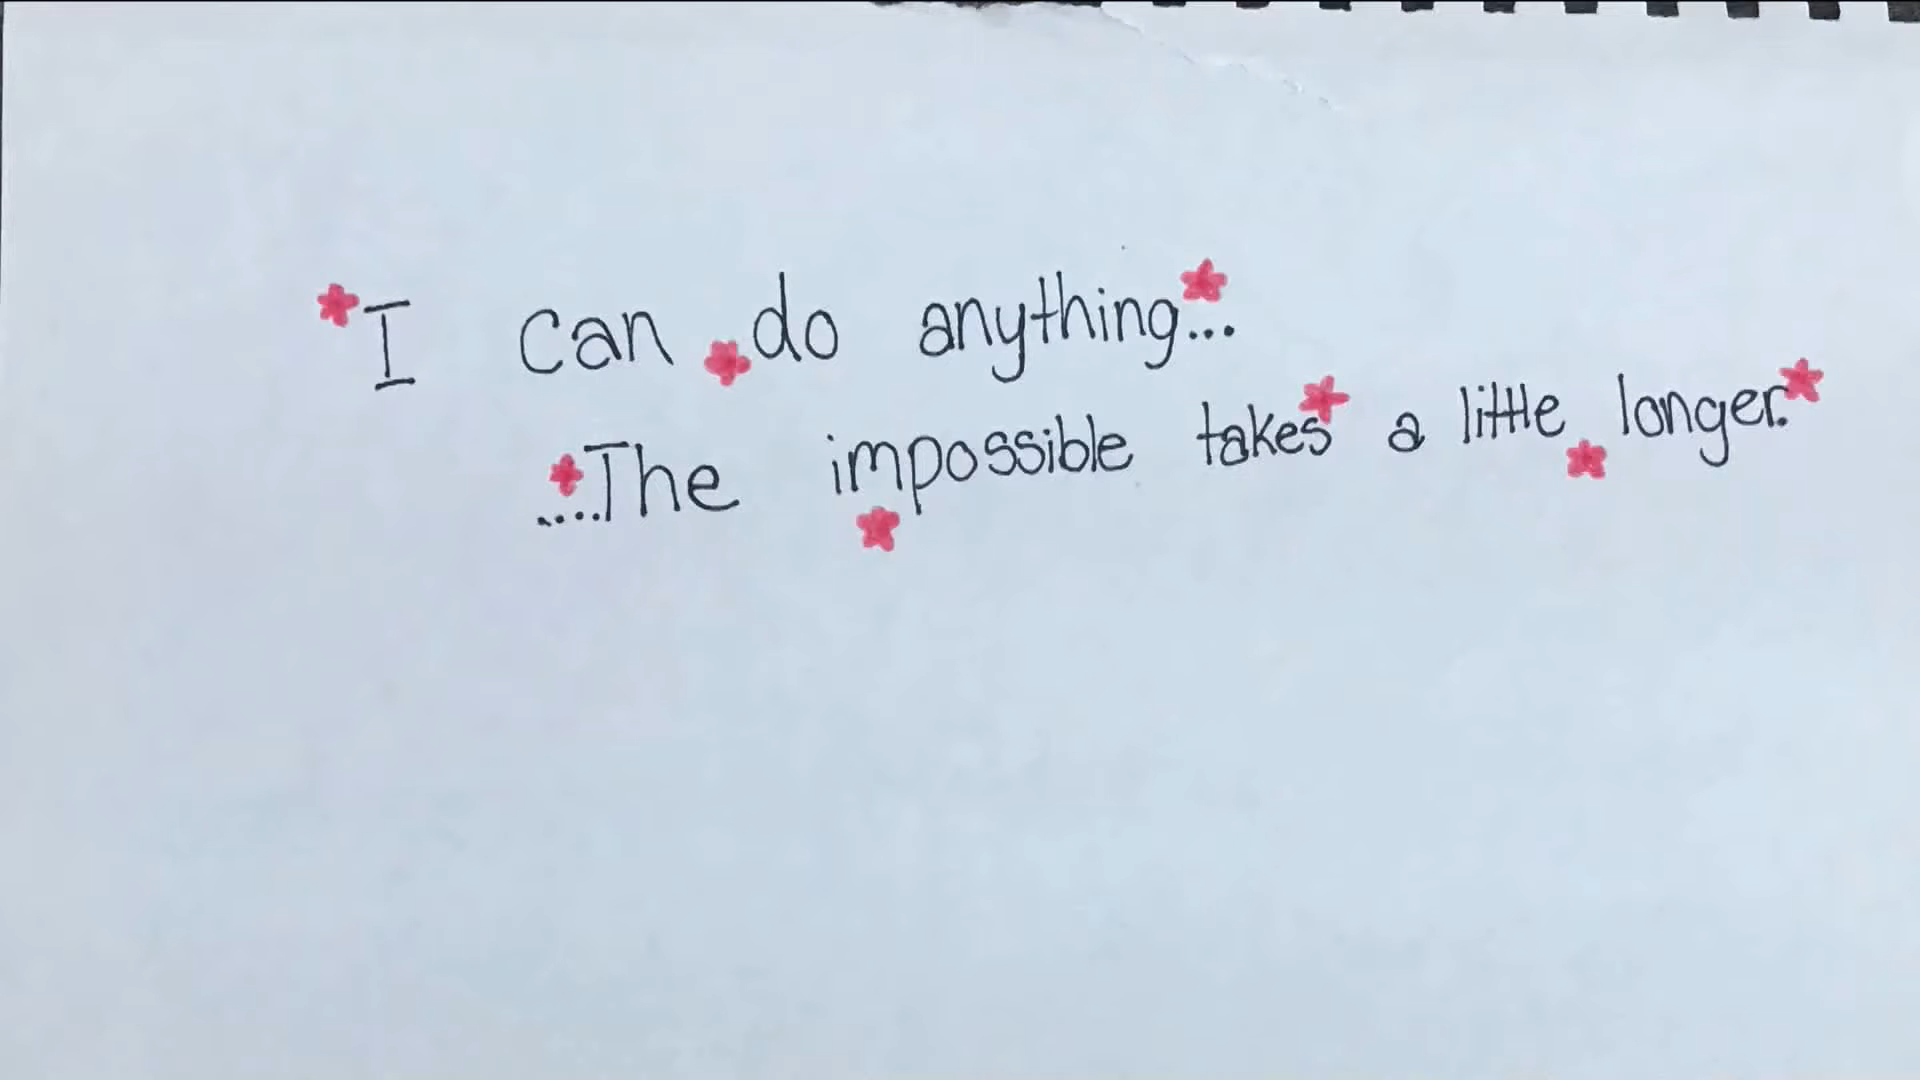 I can do anything...
....The impossible takes a little longer.